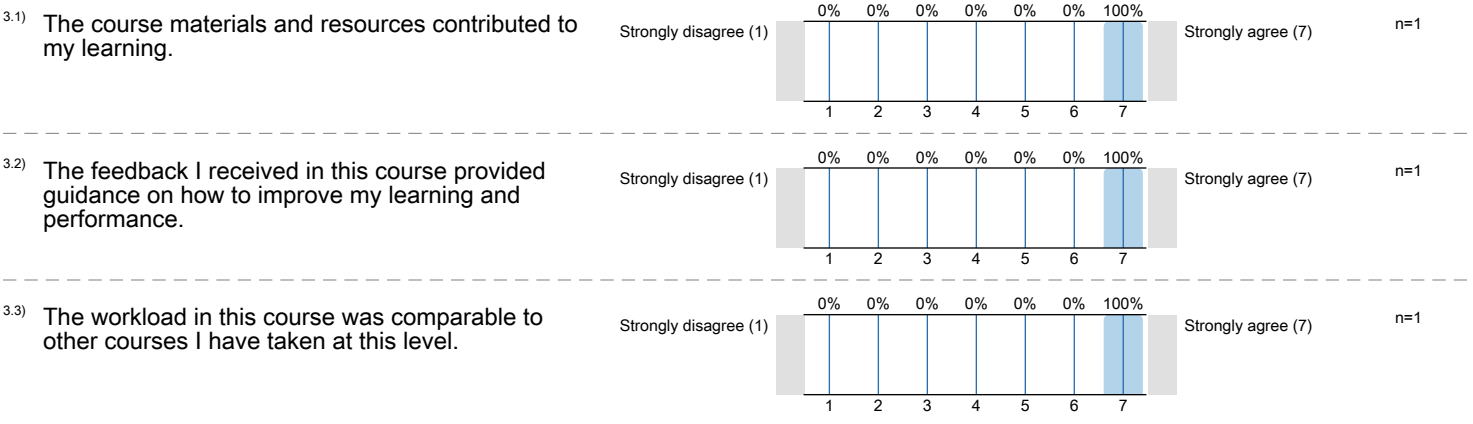 3.1) The course materials and resources contributed to my learning.
Strongly disagree (1)
0% 0% 0% 0% 0% 100%
1 2 3 4 5 6 7
Strongly agree (7)
n=1
3.2) The feedback I received in this course provided guidance on how to improve my learning and performance.
Strongly disagree (1)
0% 0% 0% 0% 0% 0% 100%
1 2 3 4 5 6 7
Strongly agree (7)
n=1
3.3) The workload in this course was comparable to other courses I have taken at this level.
Strongly disagree (1)
0% 0% 0% 0% 0% 0% 100%
1 2 3 4 5 6 7
Strongly agree (7)
n=1